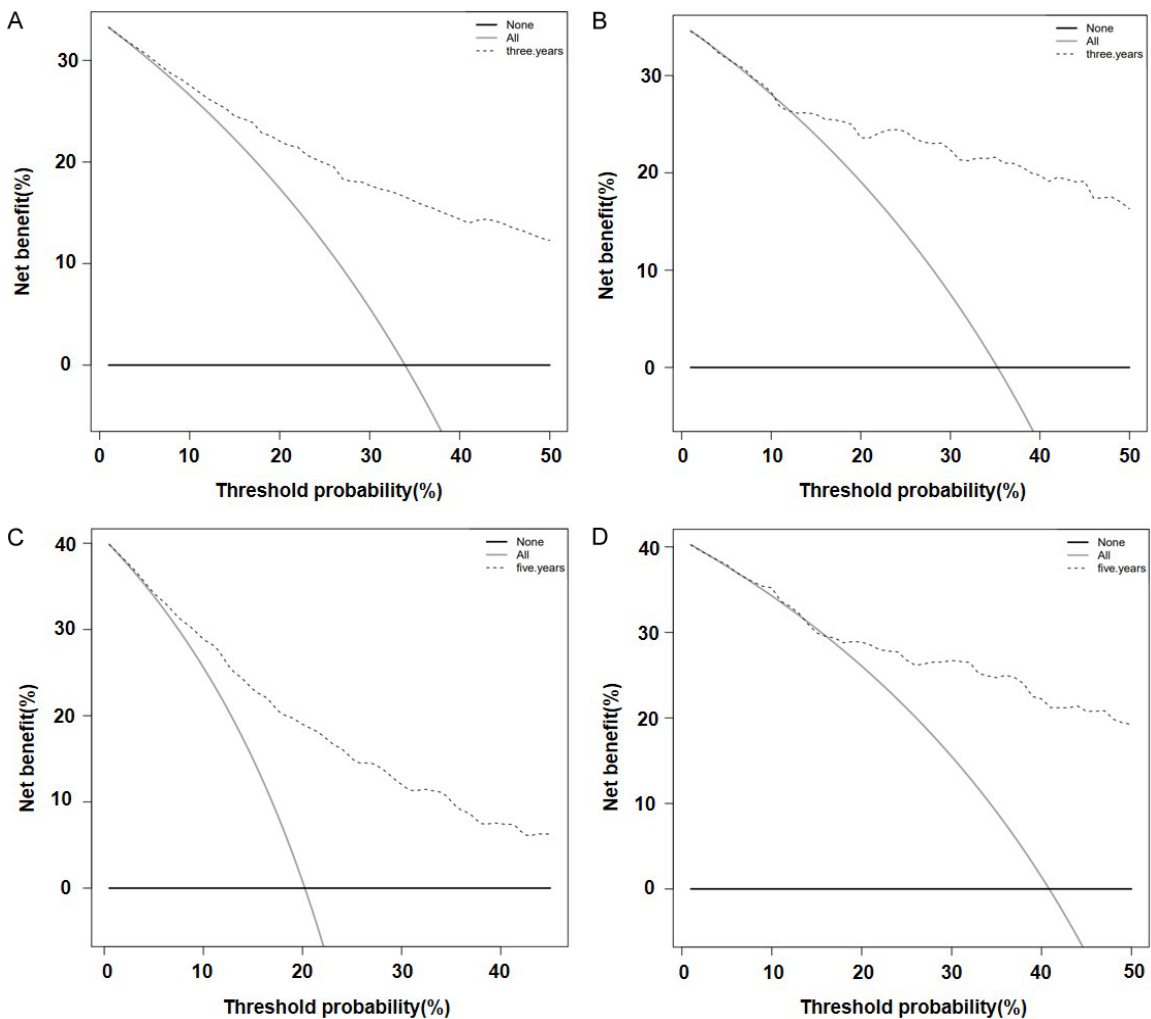 A
None
All
three.years
Net benefit(%)
30
20
10
0
0 10 20 30 40 50
Threshold probability(%)
B
None
All
three.years
Net benefit(%)
30
20
10
0
0 10 20 30 40 50
Threshold probability(%)
C
None
All
five.years
Net benefit(%)
40
30
20
10
0
0 10 20 30 40
Threshold probability(%)
D
None
All
five.years
Net benefit(%)
40
30
20
10
0
0 10 20 30 40 50
Threshold probability(%)